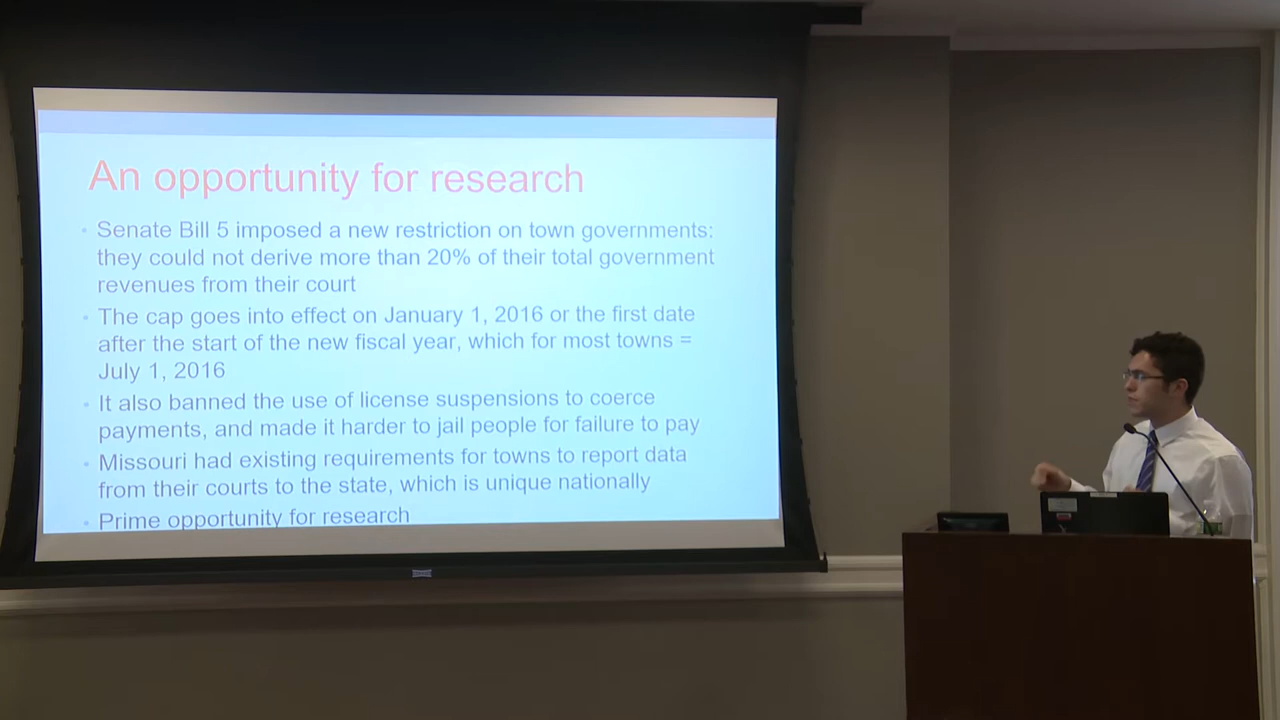 An opportunity for research
• Senate Bill 5 imposed a new restriction on town governments:
they could not derive more than 20% of their total government
revenues from their court
• The cap goes into effect on January 1, 2016 or the first date
after the start of the new fiscal year, which for most towns =
July 1, 2016
• It also banned the use of license suspensions to coerce
payments, and made it harder to jail people for failure to pay
• Missouri had existing requirements for towns to report data
from their courts to the state, which is unique nationally
• Prime opportunity for research